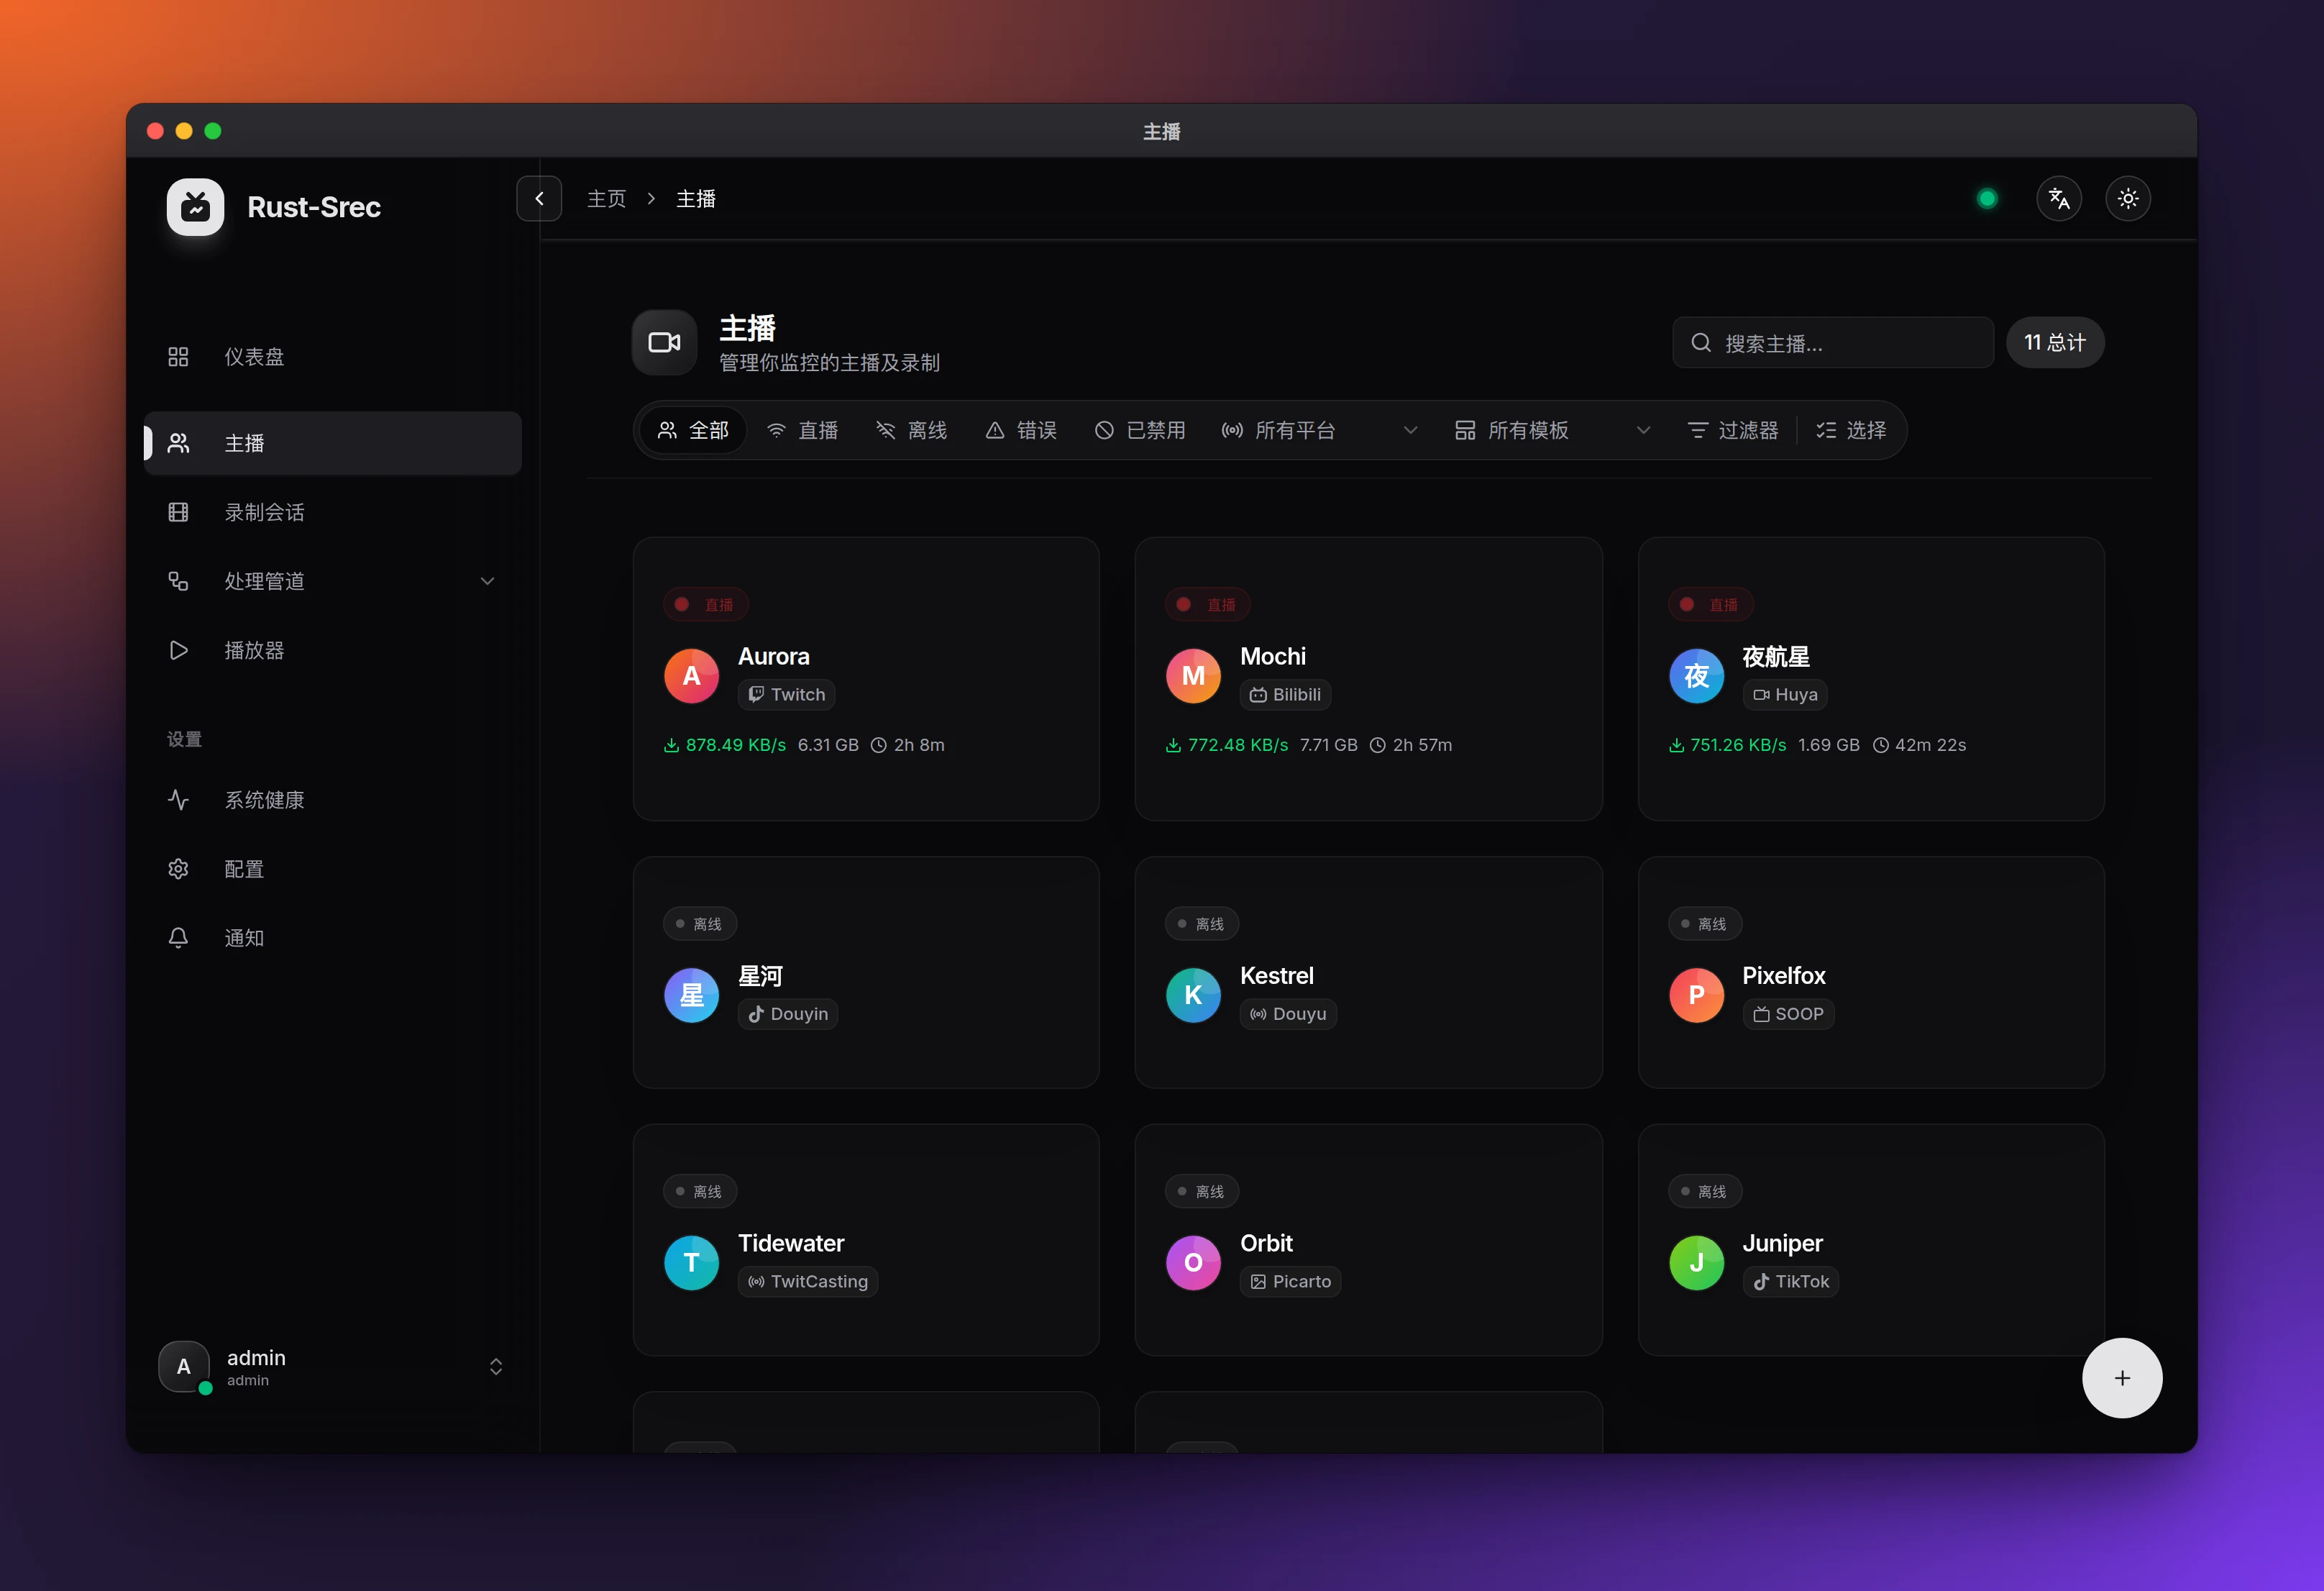 主播
Rust-Srec
主页 主播
仪表盘
主播
录制会话
处理管道
播放器
设置
系统健康
配置
通知
A
admin
admin
主播
管理你监控的主播及录制
搜索主播...
11 总计
全部 直播 离线 错误 已禁用 所有平台 所有模板 过滤器 选择
直播
A
Aurora
Twitch
878.49 KB/s 6.31 GB 2h 8m
直播
M
Mochi
Bilibili
772.48 KB/s 7.71 GB 2h 57m
直播
夜
夜航星
Huya
751.26 KB/s 1.69 GB 42m 22s
离线
星
星河
Douyin
离线
K
Kestrel
Douyu
离线
P
Pixelfox
SOOP
离线
T
Tidewater
TwitCasting
离线
O
Orbit
Picarto
离线
J
Juniper
TikTok